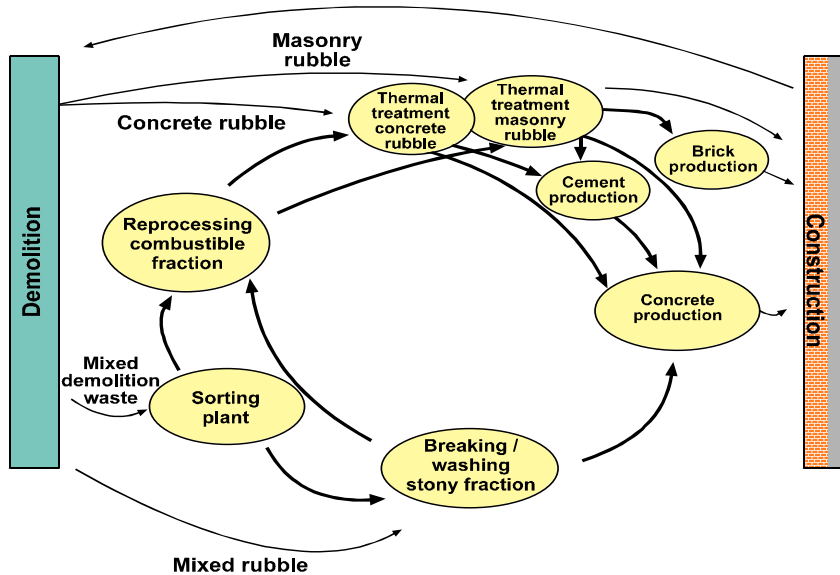 Masonry
rubble
Concrete rubble
Thermal
treatment
concrete
rubble
Thermal
treatment
masonry
rubble
Brick
production
Cement
production
Reprocessing
combustible
fraction
Demolition
Construction
Concrete
production
Mixed
demolition
waste
Sorting
plant
Breaking /
washing
stony fraction
Mixed rubble